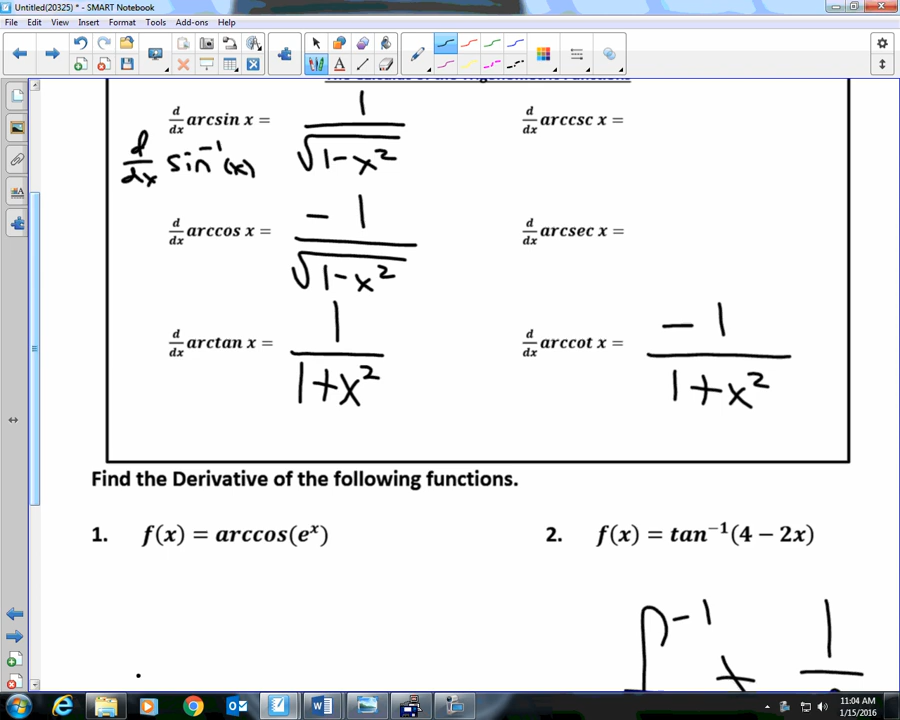 Untitled(20325) * - SMART Notebook
File Edit View Insert Format Tools Add-ons Help
d/dx arcsin x = 1/√(1-x²)
d/dx arccsc x =
d/dx sin⁻¹(x)
d/dx arccos x = -1/√(1-x²)
d/dx arcsec x =
d/dx arctan x = 1/(1+x²)
d/dx arccot x = -1/(1+x²)
Find the Derivative of the following functions.
1. f(x) = arccos(eˣ)
2. f(x) = tan⁻¹(4 − 2x)
-1 1
+
11:04 AM
1/15/2016